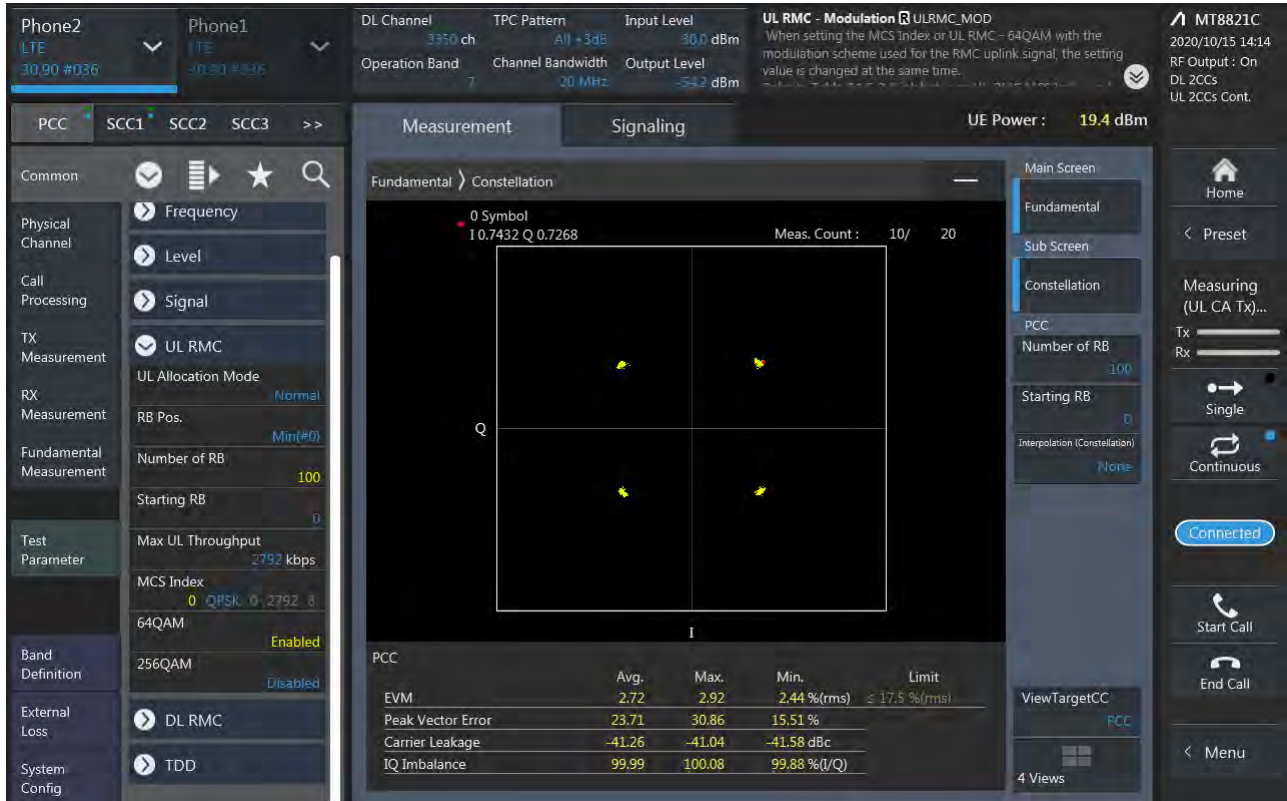 Phone2
LTE
30.90 #036
Phone1
LTE
30.90 #036
DL Channel
3350 ch
Operation Band
7
TPC Pattern
All +3dB
Channel Bandwidth
20 MHz
Input Level
30.0 dBm
Output Level
-54.2 dBm
UL RMC - Modulation R ULRMC_MOD
When setting the MCS Index or UL RMC - 64QAM with the
modulation scheme used for the RMC uplink signal, the setting
value is changed at the same time.
MT8821C
2020/10/15 14:14
RF Output : On
DL 2CCs
UL 2CCs Cont.
PCC SCC1 SCC2 SCC3 >>
Measurement Signaling
UE Power : 19.4 dBm
Common
Physical
Channel
Call
Processing
TX
Measurement
RX
Measurement
Fundamental
Measurement
Test
Parameter
Band
Definition
External
Loss
System
Config
Frequency
Level
Signal
UL RMC
UL Allocation Mode
Normal
RB Pos.
Min(#0)
Number of RB
100
Starting RB
0
Max UL Throughput
2792 kbps
MCS Index
0 QPSK 0 2792 8
64QAM
Enabled
256QAM
Disabled
DL RMC
TDD
Fundamental Constellation
0 Symbol
I 0.7432 Q 0.7268
Meas. Count : 10/ 20
Q
I
PCC
Avg. Max. Min. Limit
EVM 2.72 2.92 2.44 %(rms) ≤ 17.5 %(rms)
Peak Vector Error 23.71 30.86 15.51 %
Carrier Leakage -41.26 -41.04 -41.58 dBc
IQ Imbalance 99.99 100.08 99.88 %(I/Q)
Main Screen
Fundamental
Sub Screen
Constellation
PCC
Number of RB
100
Starting RB
0
Interpolation (Constellation)
None
ViewTargetCC
PCC
4 Views
Home
< Preset
Measuring
(UL CA Tx)...
Tx
Rx
Single
Continuous
Connected
Start Call
End Call
< Menu